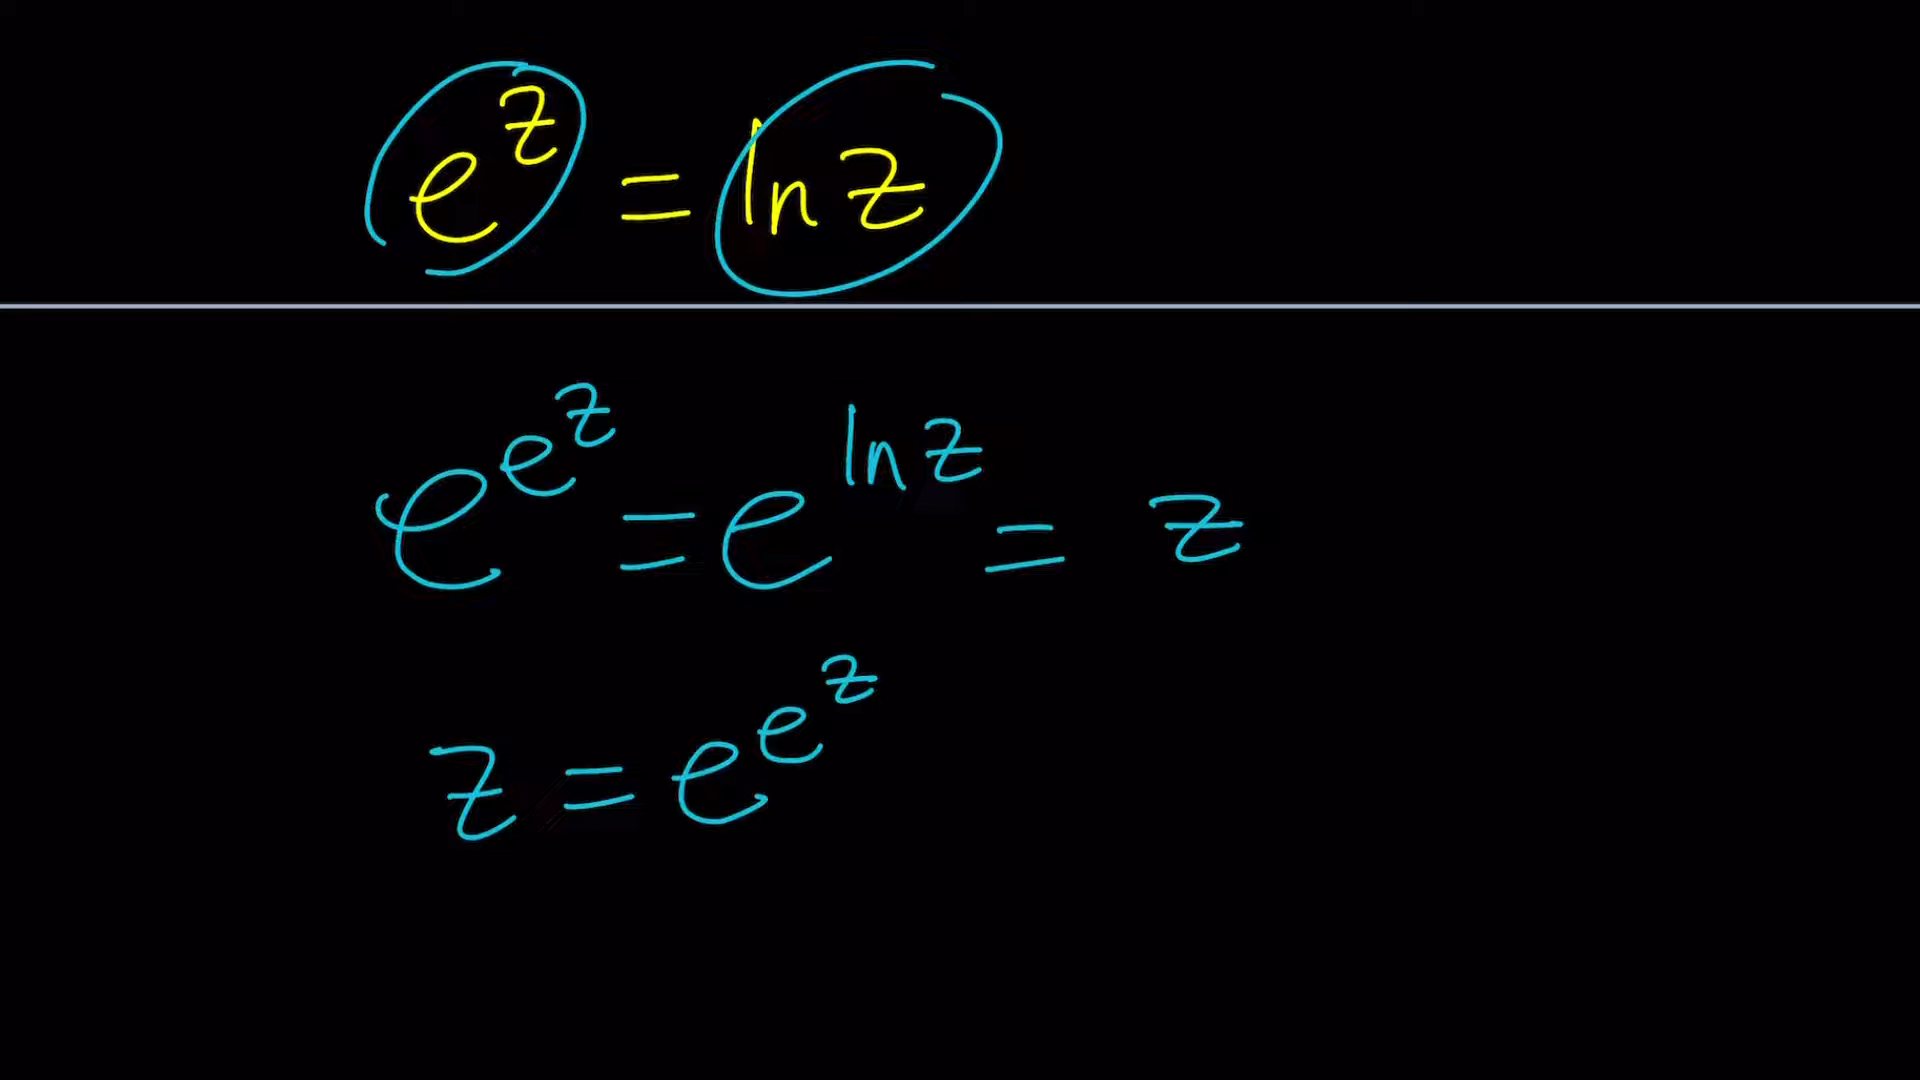 e^z = ln z
e^{e^z} = e^{ln z} = z
z = e^{e^z}